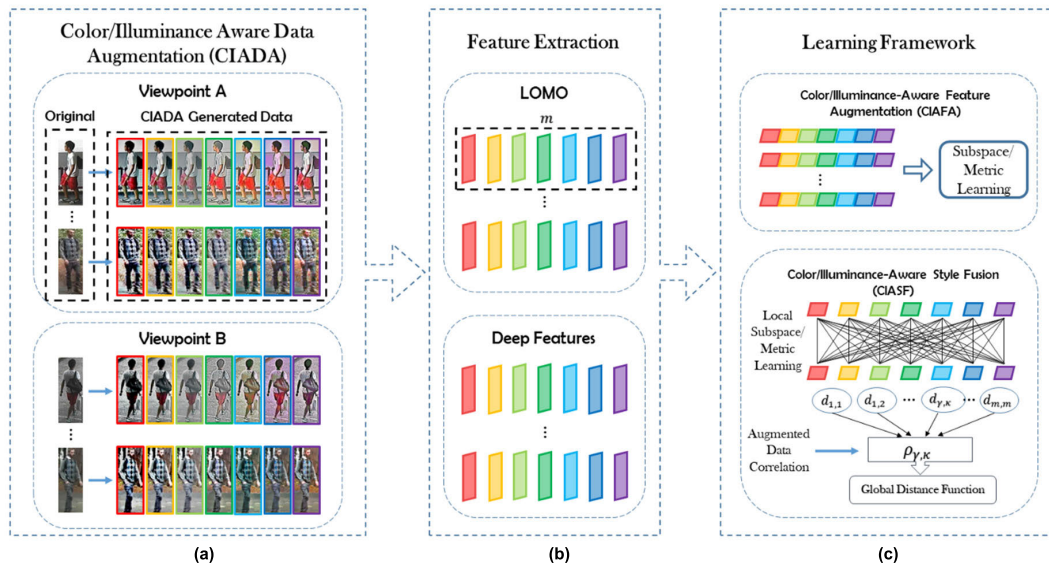 Color/Illuminance Aware Data
Augmentation (CIADA)
Viewpoint A
Original
CIADA Generated Data
Viewpoint B
(a)
Feature Extraction
LOMO
m
Deep Features
(b)
Learning Framework
Color/Illuminance-Aware Feature
Augmentation (CIAFA)
Subspace/
Metric
Learning
Color/Illuminance-Aware Style Fusion
(CIASF)
Local
Subspace/
Metric
Learning
d1,1 d1,2 ··· dγ,κ ··· dm,m
Augmented
Data
Correlation
ργ,κ
Global Distance Function
(c)